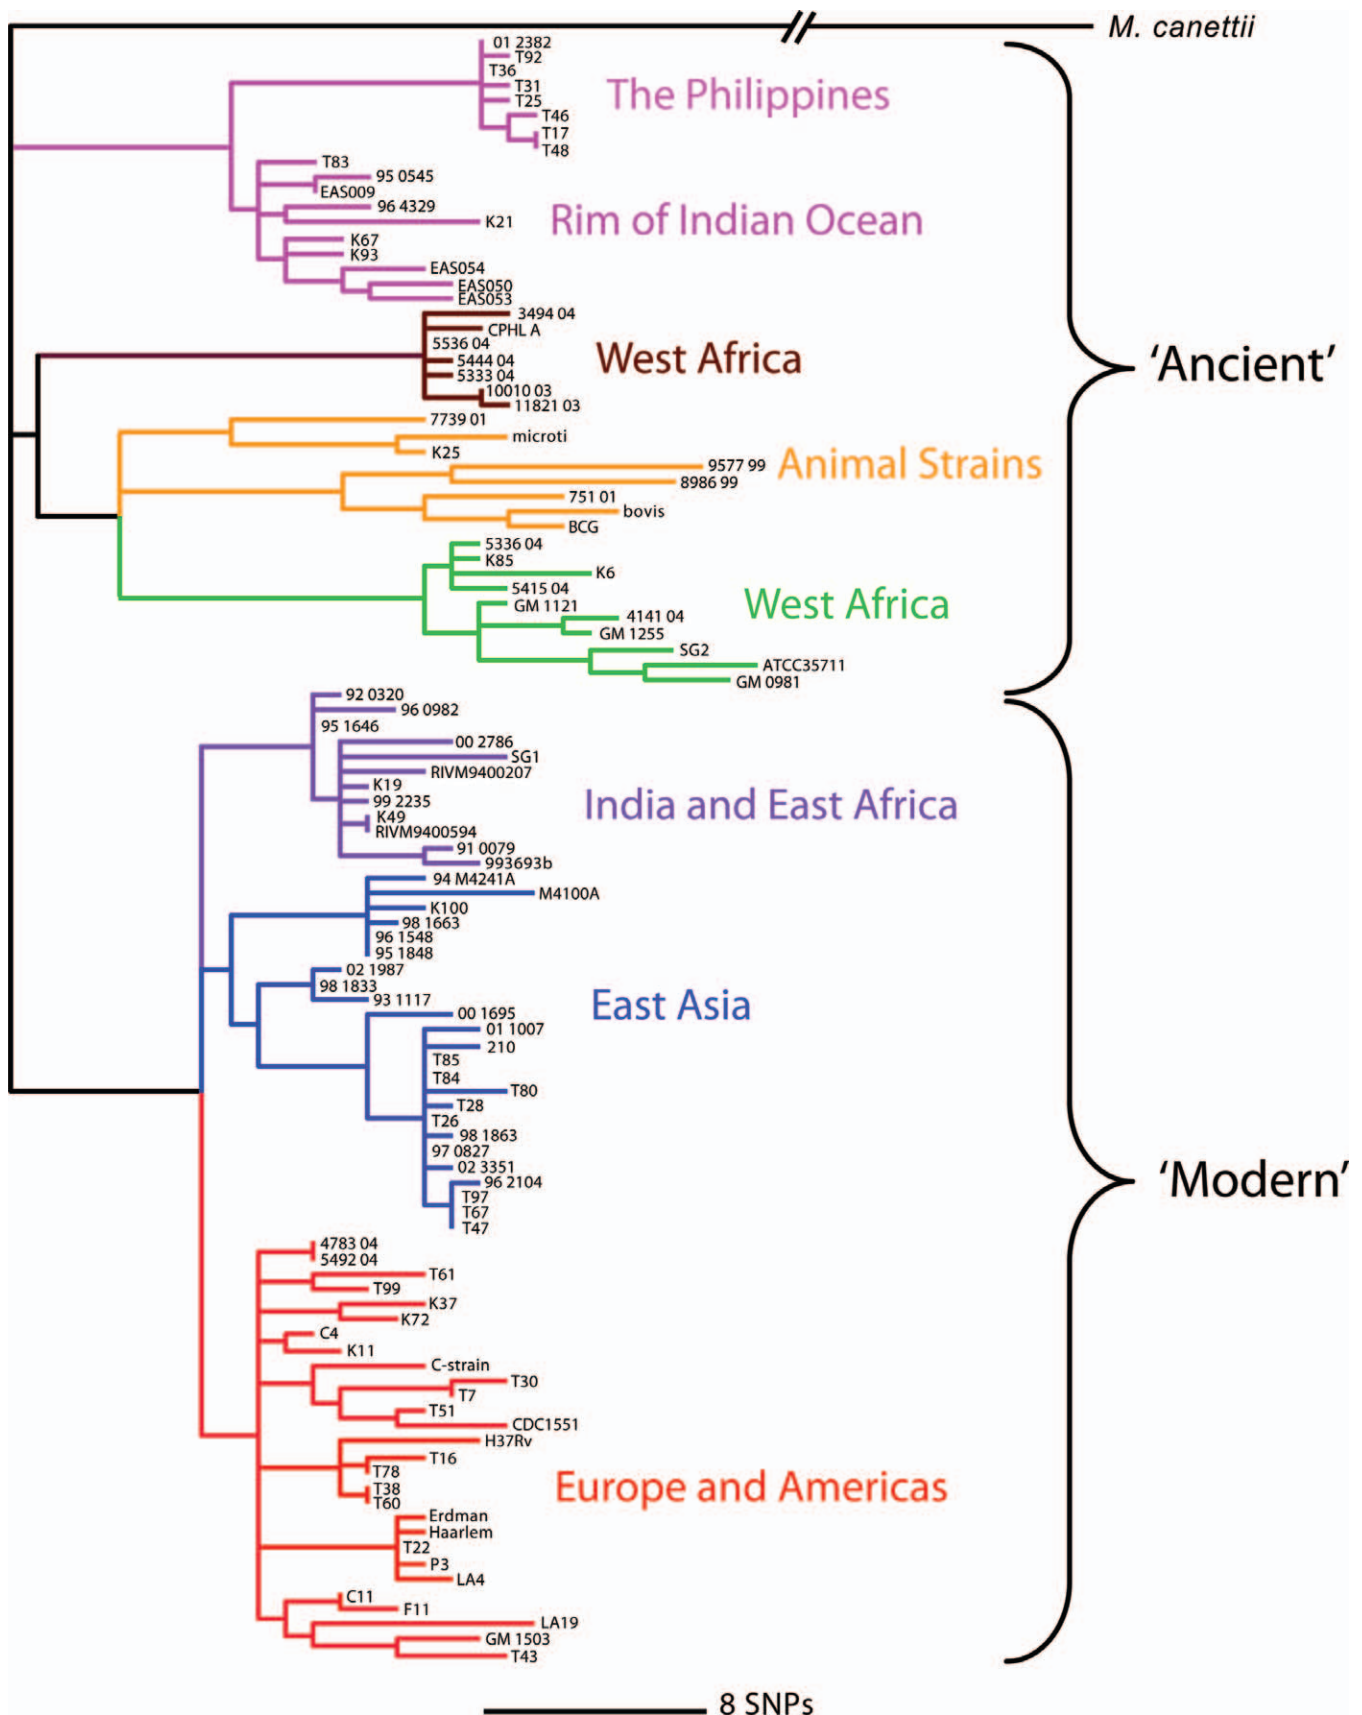 M. canettii
01 2382
T92
T36
T31
T25
T46
T17
T48
The Philippines
T83
95 0545
EAS009
96 4329
K21
K67
K93
EAS054
EAS050
EAS053
Rim of Indian Ocean
3494 04
CPHL A
5536 04
5444 04
5333 04
10010 03
11821 03
West Africa
'Ancient'
7739 01
microti
K25
9577 99
8986 99
751 01
bovis
BCG
Animal Strains
5336 04
K85
K6
5415 04
GM 1121
4141 04
GM 1255
SG2
ATCC35711
GM 0981
West Africa
92 0320
96 0982
95 1646
00 2786
SG1
RIVM9400207
K19
99 2235
K49
RIVM9400594
91 0079
993693b
India and East Africa
94 M4241A
M4100A
K100
98 1663
96 1548
95 1848
02 1987
98 1833
93 1117
00 1695
01 1007
210
T85
T84
T80
T28
T26
98 1863
97 0827
02 3351
96 2104
T97
T67
T47
East Asia
'Modern'
4783 04
5492 04
T61
T99
K37
K72
C4
K11
C-strain
T30
T7
T51
CDC1551
H37Rv
T16
T78
T38
T60
Erdman
Haarlem
T22
P3
LA4
C11
F11
LA19
GM 1503
T43
Europe and Americas
8 SNPs